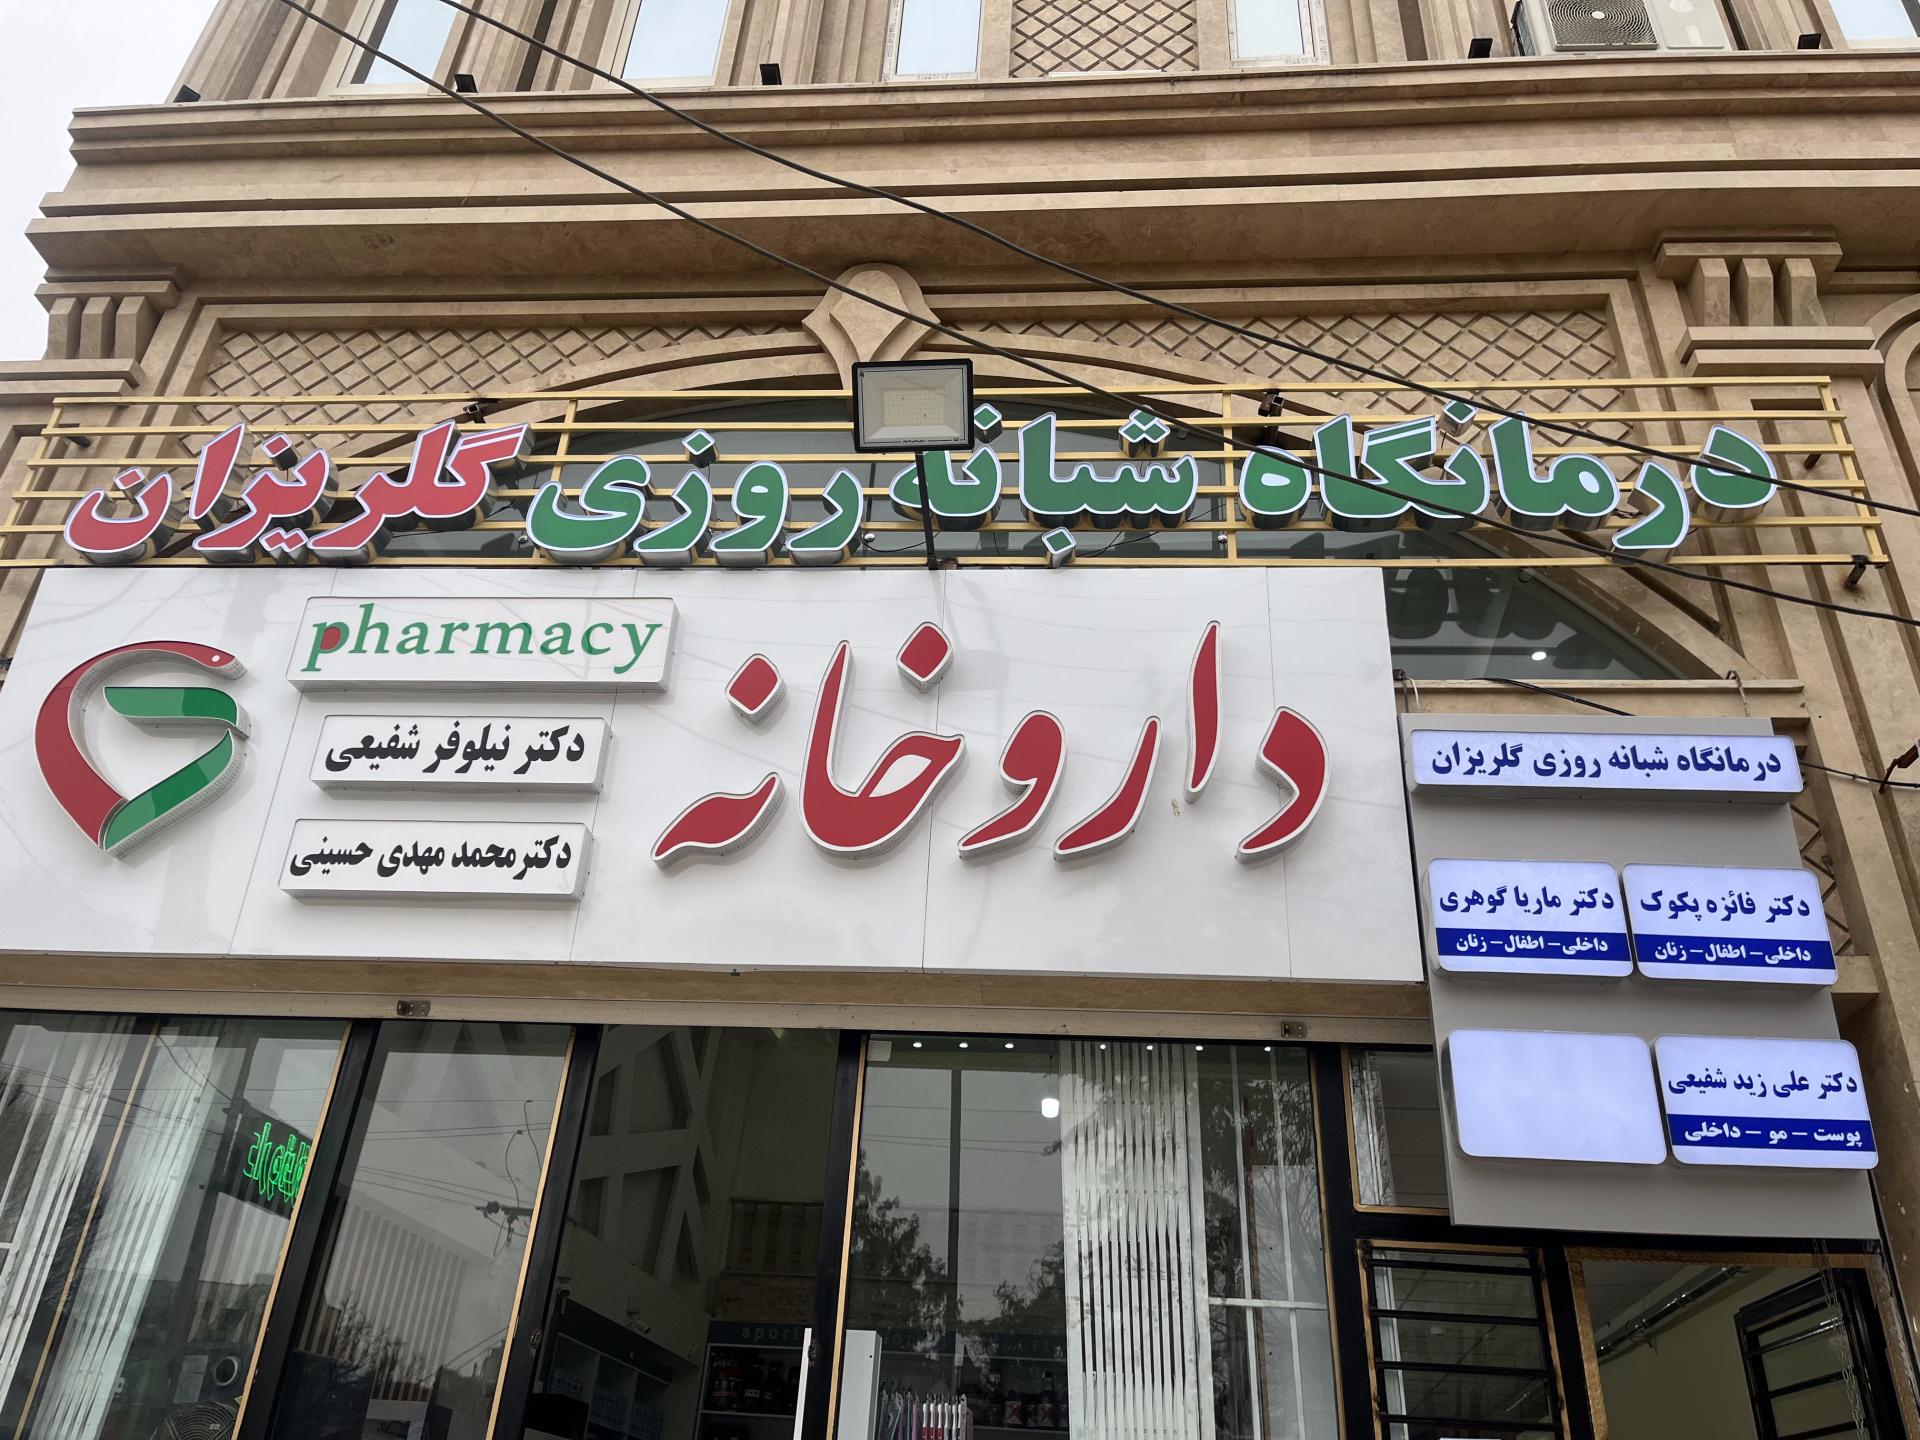 درمانگاه شبانه روزی گلریزان
داروخانه
pharmacy
دکتر نیلوفر شفیعی
دکتر محمد مهدی حسینی
درمانگاه شبانه روزی گلریزان
دکتر فائزه پکوک
داخلی - اطفال - زنان
دکتر ماریا گوهری
داخلی - اطفال - زنان
دکتر علی زید شفیعی
پوست - مو - داخلی
sport